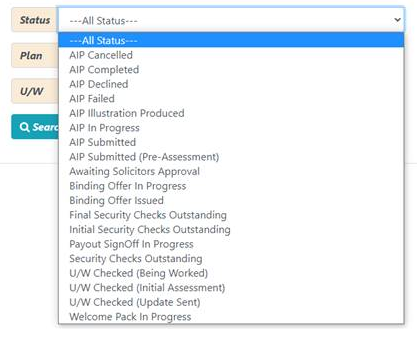 Status ---All Status---
---All Status---
AIP Cancelled
Plan
AIP Completed
AIP Declined
U/W
AIP Failed
AIP Illustration Produced
AIP In Progress
AIP Submitted
AIP Submitted (Pre-Assessment)
Awaiting Solicitors Approval
Binding Offer In Progress
Binding Offer Issued
Final Security Checks Outstanding
Initial Security Checks Outstanding
Payout SignOff In Progress
Security Checks Outstanding
U/W Checked (Being Worked)
U/W Checked (Initial Assessment)
U/W Checked (Update Sent)
Welcome Pack In Progress